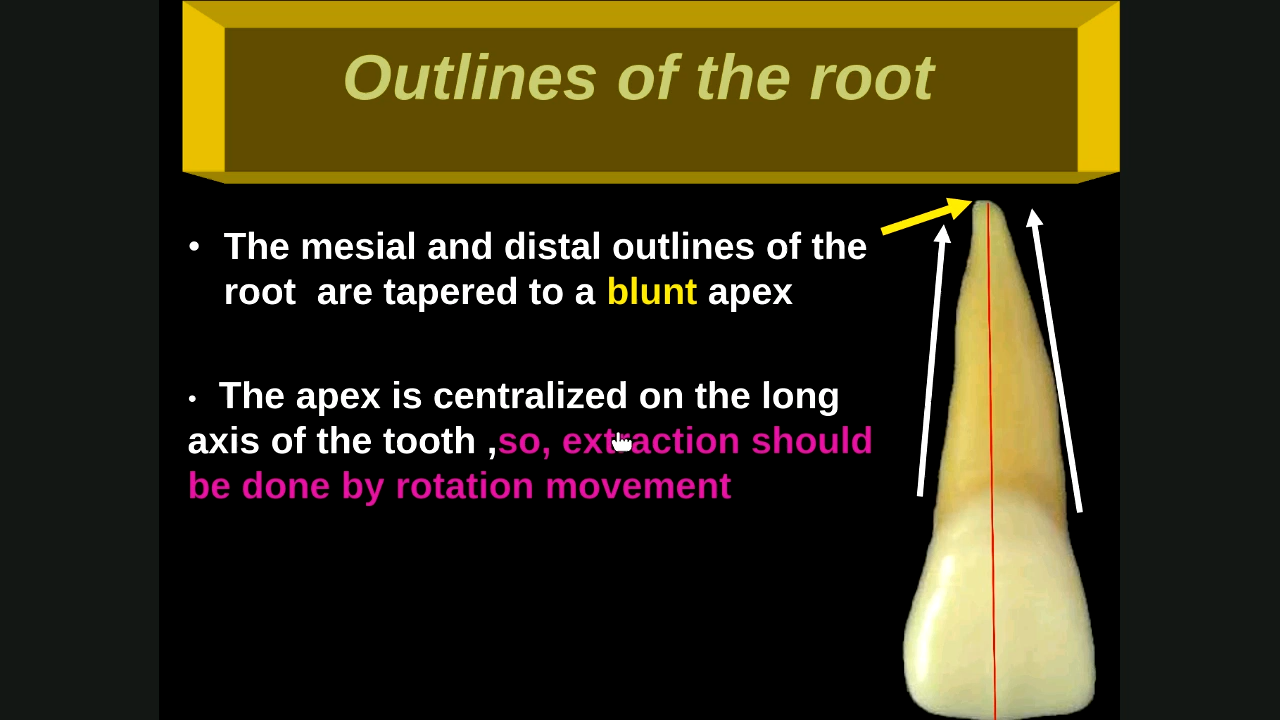 Outlines of the root
• The mesial and distal outlines of the
root  are tapered to a blunt apex
• The apex is centralized on the long
axis of the tooth ,so, extraction should
be done by rotation movement